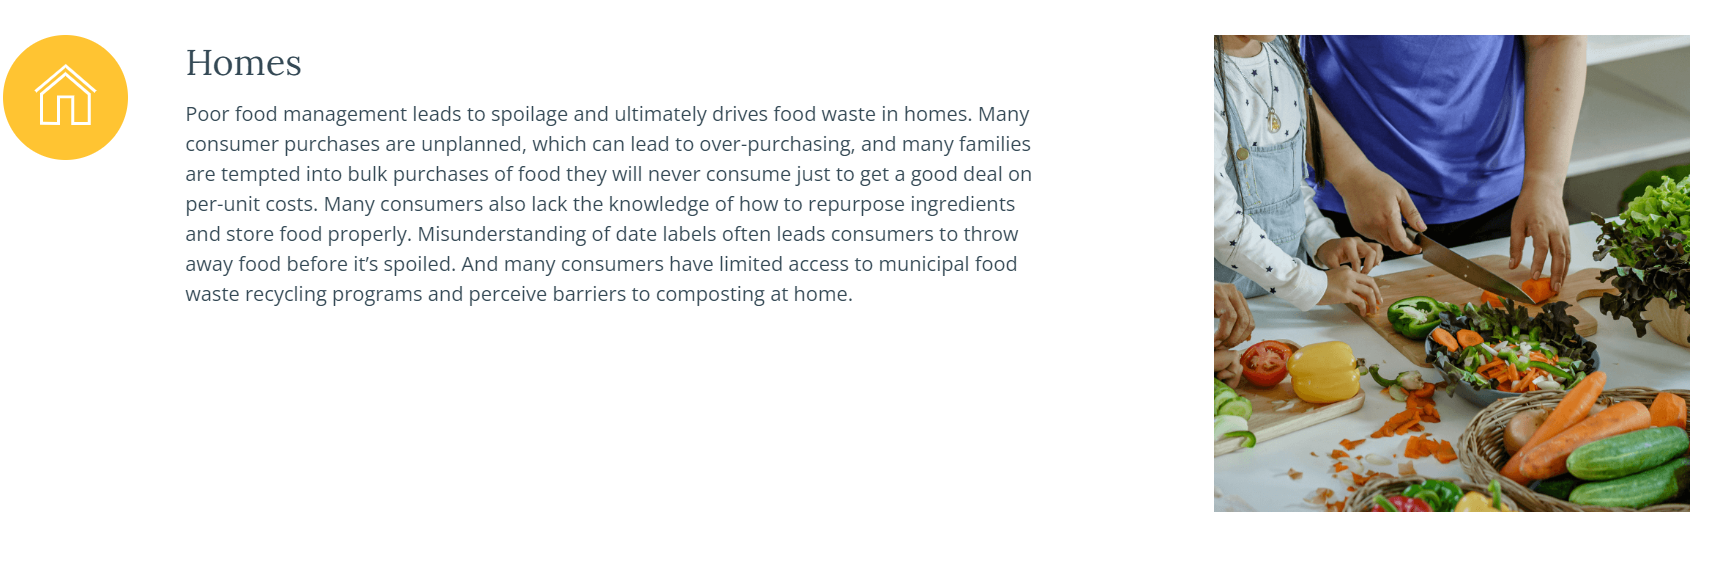 Homes
Poor food management leads to spoilage and ultimately drives food waste in homes. Many
consumer purchases are unplanned, which can lead to over-purchasing, and many families
are tempted into bulk purchases of food they will never consume just to get a good deal on
per-unit costs. Many consumers also lack the knowledge of how to repurpose ingredients
and store food properly. Misunderstanding of date labels often leads consumers to throw
away food before it’s spoiled. And many consumers have limited access to municipal food
waste recycling programs and perceive barriers to composting at home.